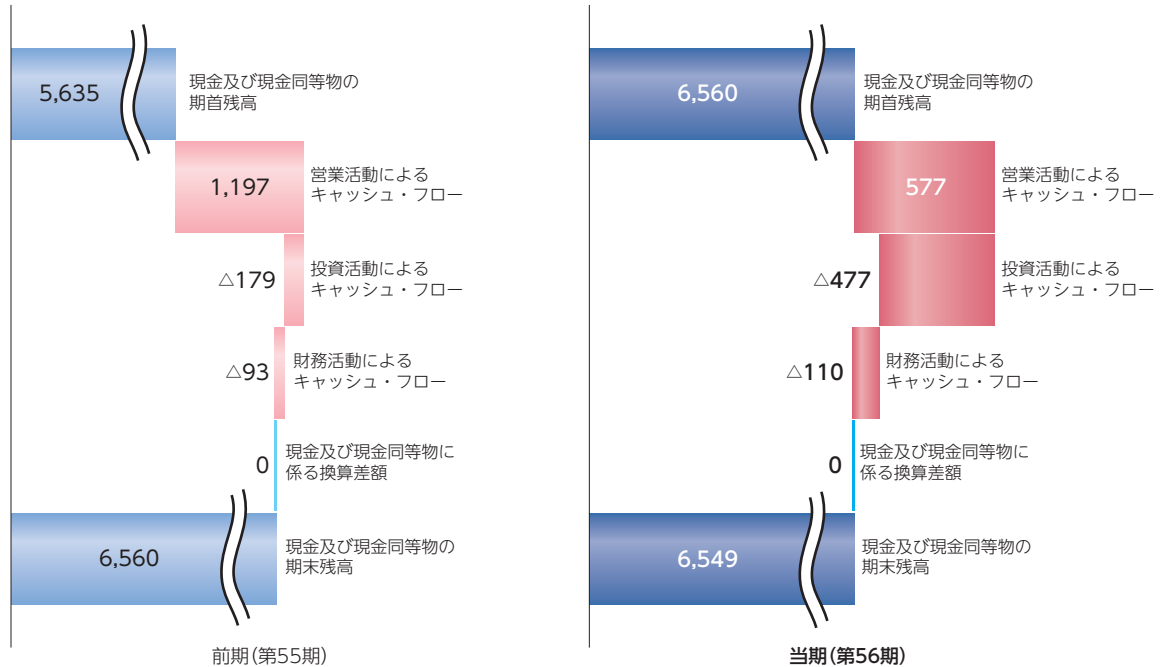 5,635
現金及び現金同等物の
期首残高
1,197
営業活動による
キャッシュ・フロー
△179
投資活動による
キャッシュ・フロー
△93
財務活動による
キャッシュ・フロー
0
現金及び現金同等物に
係る換算差額
6,560
現金及び現金同等物の
期末残高
前期(第55期)
6,560
現金及び現金同等物の
期首残高
577
営業活動による
キャッシュ・フロー
△477
投資活動による
キャッシュ・フロー
△110
財務活動による
キャッシュ・フロー
0
現金及び現金同等物に
係る換算差額
6,549
現金及び現金同等物の
期末残高
当期(第56期)